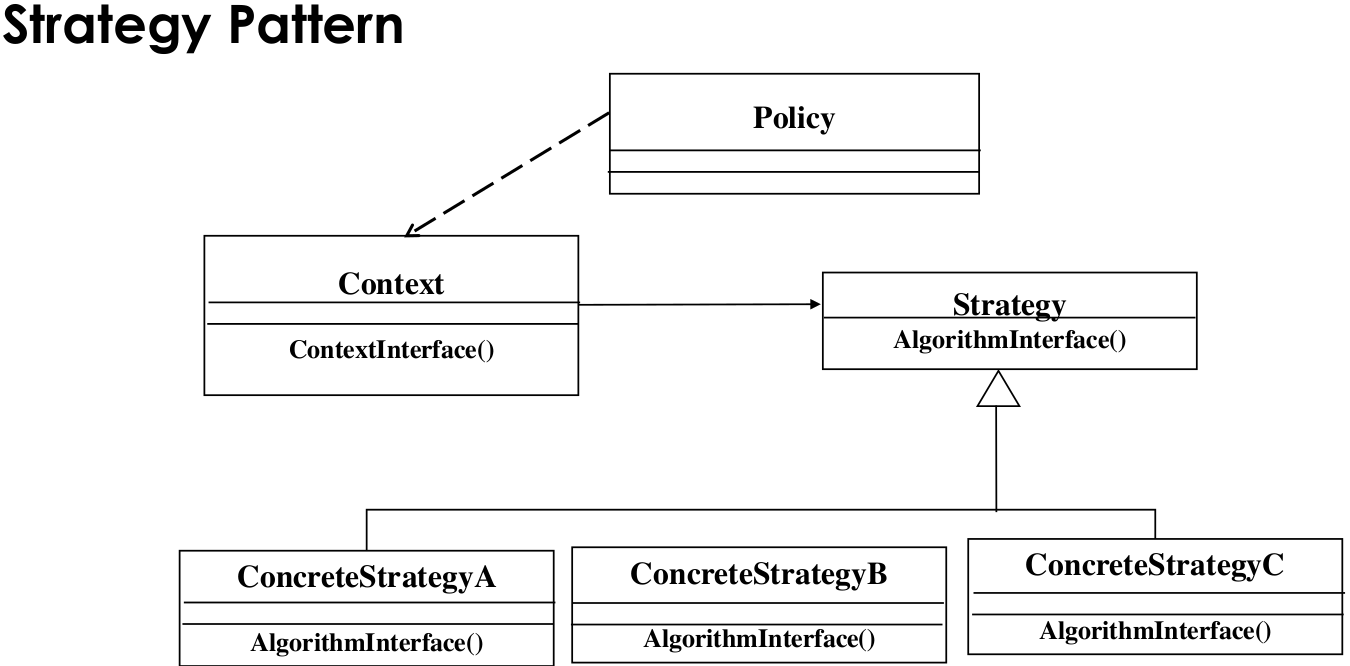 Strategy Pattern
Policy
Context
ContextInterface()
Strategy
AlgorithmInterface()
ConcreteStrategyA
AlgorithmInterface()
ConcreteStrategyB
AlgorithmInterface()
ConcreteStrategyC
AlgorithmInterface()